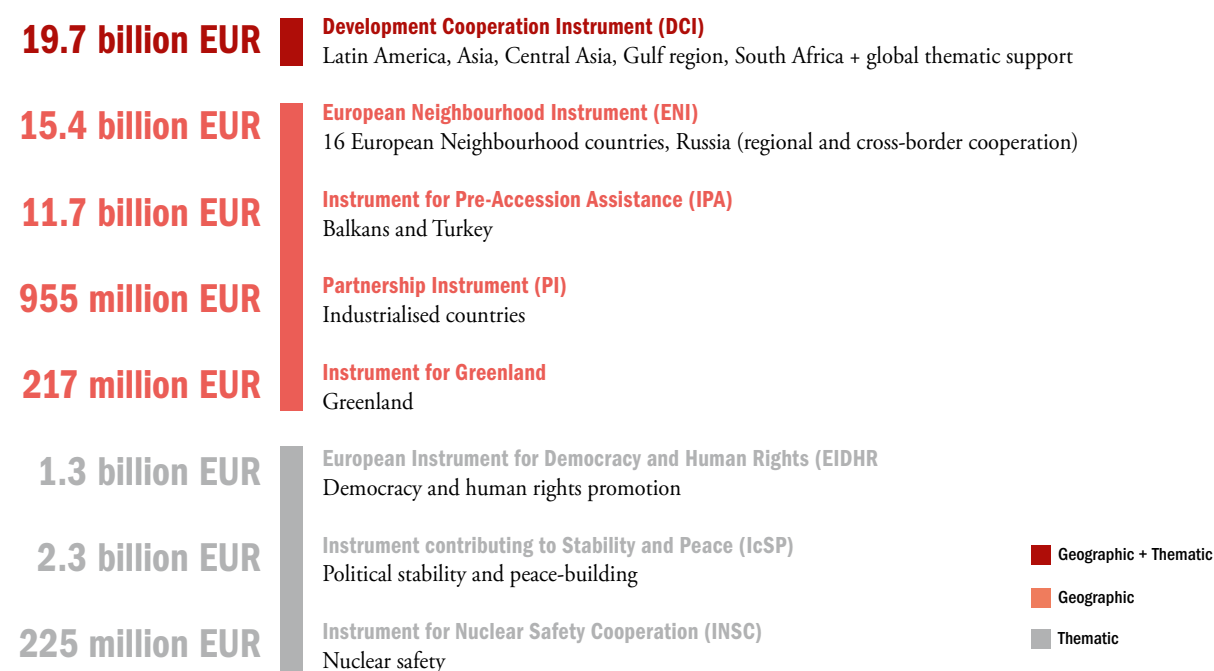 19.7 billion EUR
Development Cooperation Instrument (DCI)
Latin America, Asia, Central Asia, Gulf region, South Africa + global thematic support
15.4 billion EUR
European Neighbourhood Instrument (ENI)
16 European Neighbourhood countries, Russia (regional and cross-border cooperation)
11.7 billion EUR
Instrument for Pre-Accession Assistance (IPA)
Balkans and Turkey
955 million EUR
Partnership Instrument (PI)
Industrialised countries
217 million EUR
Instrument for Greenland
Greenland
1.3 billion EUR
European Instrument for Democracy and Human Rights (EIDHR
Democracy and human rights promotion
2.3 billion EUR
Instrument contributing to Stability and Peace (IcSP)
Political stability and peace-building
225 million EUR
Instrument for Nuclear Safety Cooperation (INSC)
Nuclear safety
Geographic + Thematic
Geographic
Thematic